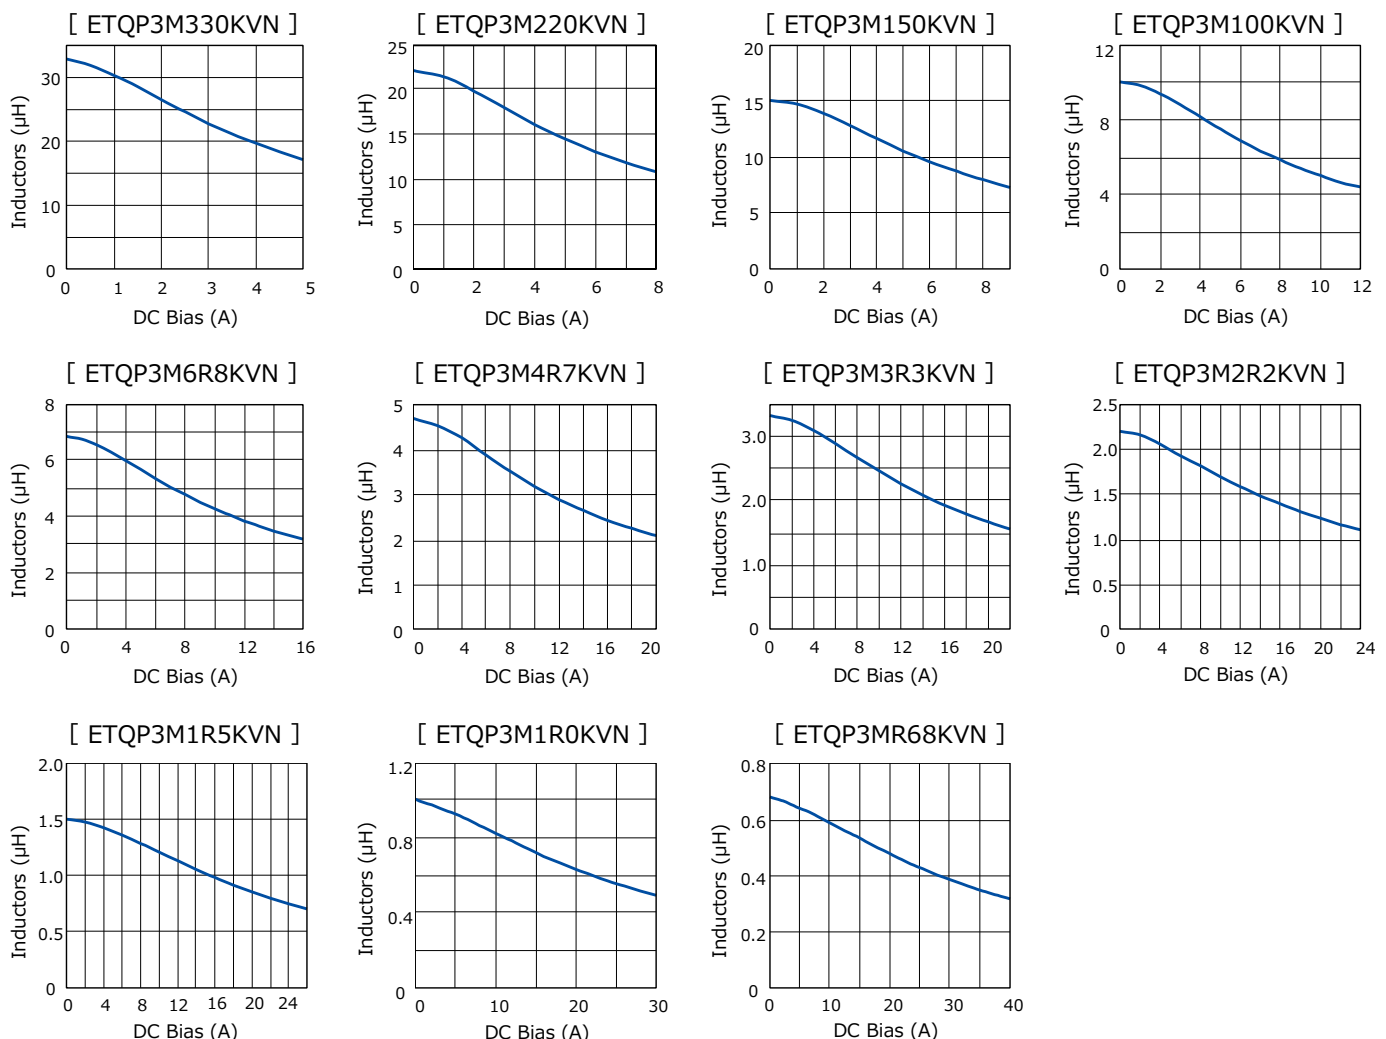 [ ETQP3M330KVN ]
Inductors (µH)
30
20
10
0
0 1 2 3 4 5
DC Bias (A)
[ ETQP3M220KVN ]
Inductors (µH)
25
20
15
10
5
0
0 2 4 6 8
DC Bias (A)
[ ETQP3M150KVN ]
Inductors (µH)
20
15
10
5
0
0 2 4 6 8
DC Bias (A)
[ ETQP3M100KVN ]
Inductors (µH)
12
8
4
0
0 2 4 6 8 10 12
DC Bias (A)
[ ETQP3M6R8KVN ]
Inductors (µH)
8
6
4
2
0
0 4 8 12 16
DC Bias (A)
[ ETQP3M4R7KVN ]
Inductors (µH)
5
4
3
2
1
0
0 4 8 12 16 20
DC Bias (A)
[ ETQP3M3R3KVN ]
Inductors (µH)
3.0
2.0
1.0
0
0 4 8 12 16 20
DC Bias (A)
[ ETQP3M2R2KVN ]
Inductors (µH)
2.5
2.0
1.5
1.0
0.5
0
0 4 8 12 16 20 24
DC Bias (A)
[ ETQP3M1R5KVN ]
Inductors (µH)
2.0
1.5
1.0
0.5
0
0 4 8 12 16 20 24
DC Bias (A)
[ ETQP3M1R0KVN ]
Inductors (µH)
1.2
0.8
0.4
0
0 10 20 30
DC Bias (A)
[ ETQP3MR68KVN ]
Inductors (µH)
0.8
0.6
0.4
0.2
0
0 10 20 30 40
DC Bias (A)